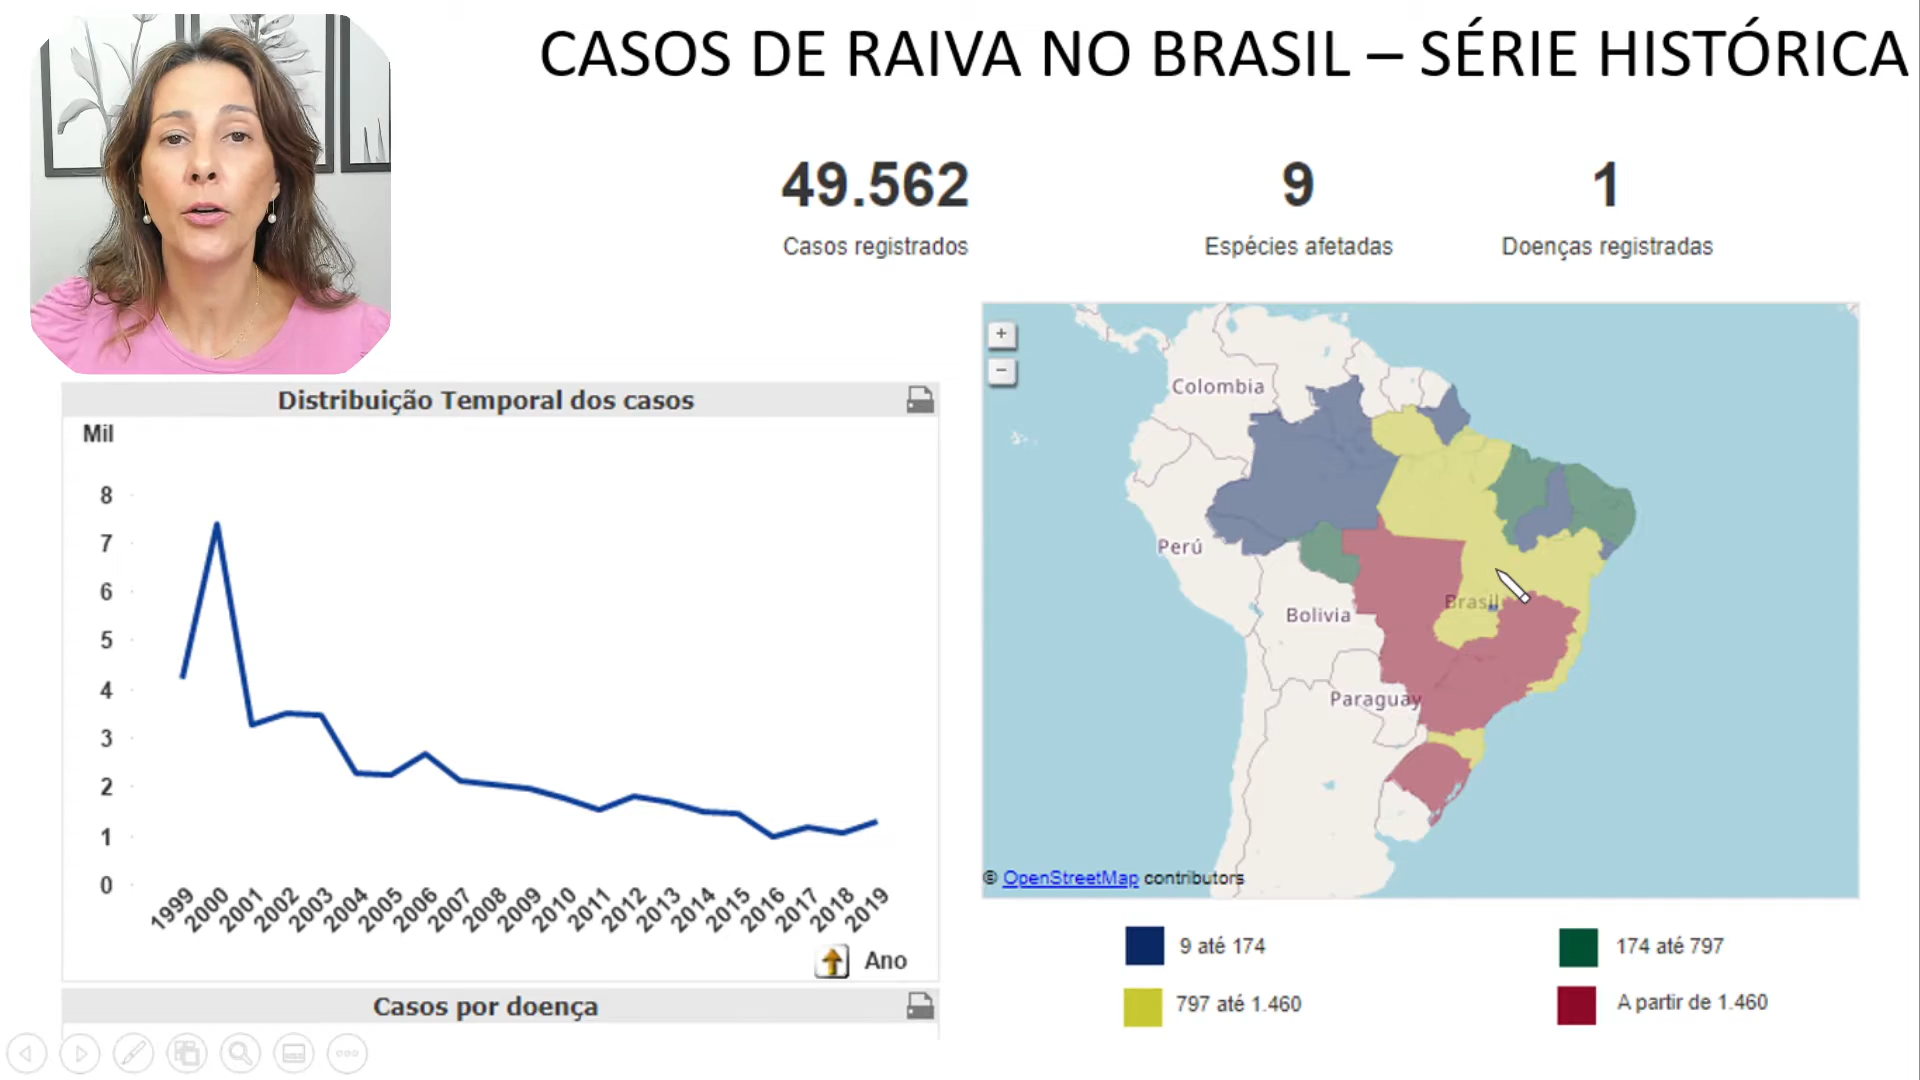 CASOS DE RAIVA NO BRASIL – SÉRIE HISTÓRICA
49.562
Casos registrados
9
Espécies afetadas
1
Doenças registradas
Distribuição Temporal dos casos
Mil
8
7
6
5
4
3
2
1
0
1999
2000
2001
2002
2003
2004
2005
2006
2007
2008
2009
2010
2011
2012
2013
2014
2015
2016
2017
2018
2019
Ano
Casos por doença
+
−
Colombia
Perú
Brasil
Bolivia
Paraguay
© OpenStreetMap contributors
9 até 174
174 até 797
797 até 1.460
A partir de 1.460